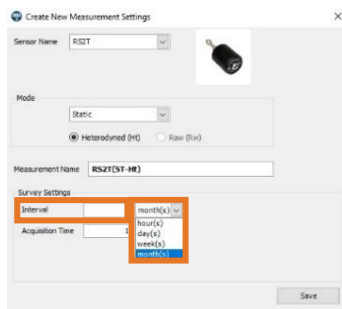 Create New Measurement Settings
Sensor Name RS2T
Mode
Static
Heterodyned (Ht) Raw (Rw)
Measurement Name RS2T(ST-Ht)
Survey Settings
Interval month(s)
hour(s)
Acquisition Time 1 day(s)
week(s)
month(s)
Save